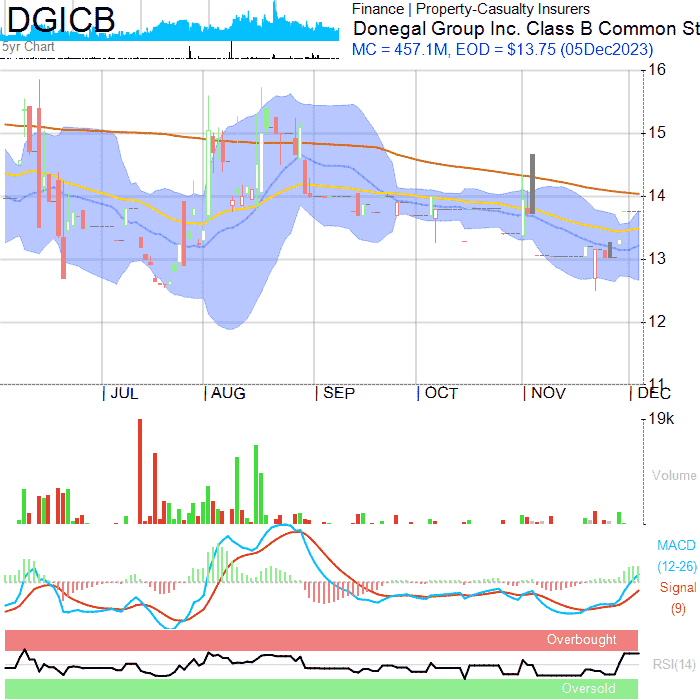 DGICB
5yr Chart
Finance | Property-Casualty Insurers
Donegal Group Inc. Class B Common St
MC = 457.1M, EOD = $13.75 (05Dec2023)
16
15
14
13
12
11
JUL AUG SEP OCT NOV DEC
19k
Volume
MACD
(12-26)
Signal
(9)
Overbought
RSI(14)
Oversold